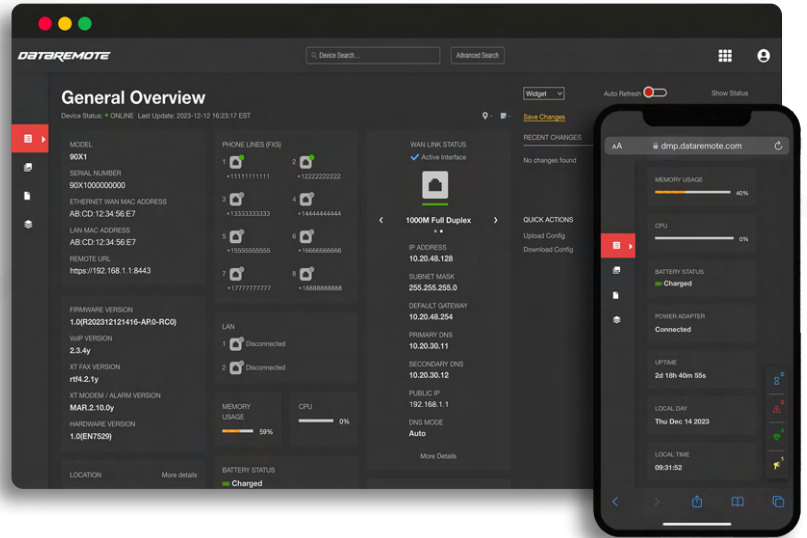 DATAREMOTE
Device Search...
Advanced Search
General Overview
Device Status: • ONLINE Last Update: 2023-12-12 16:23:17 EST
Widget
Auto Refresh
Show Status
Save Changes
RECENT CHANGES
No changes found
QUICK ACTIONS
Upload Config
Download Config
MODEL
90X1
SERIAL NUMBER
90X1000000000
ETHERNET WAN MAC ADDRESS
AB:CD:12:34:56:E7
LAN MAC ADDRESS
AB:CD:12:34:56:E7
REMOTE URL
https://192.168.1.1:8443
FIRMWARE VERSION
1.0(R202312121416-AP.0-RC0)
VoIP VERSION
2.3.4y
XT FAX VERSION
rtf4.2.1y
XT MODEM / ALARM VERSION
MAR.2.10.0y
HARDWARE VERSION
1.0(EN7529)
LOCATION More details
PHONE LINES (FXS)
1 2
+11111111111 +12222222222
3 4
+13333333333 +14444444444
5 6
+15555555555 +16666666666
7 8
+17777777777 +18888888888
LAN
1 Disconnected
2 Disconnected
MEMORY
USAGE
59%
CPU
0%
BATTERY STATUS
Charged
WAN LINK STATUS
Active Interface
1000M Full Duplex
IP ADDRESS
10.20.48.128
SUBNET MASK
255.255.255.0
DEFAULT GATEWAY
10.20.48.254
PRIMARY DNS
10.20.30.11
SECONDARY DNS
10.20.30.12
PUBLIC IP
192.168.1.1
DNS MODE
Auto
More Details
AA dmp.dataremote.com
MEMORY USAGE
40%
CPU
0%
BATTERY STATUS
Charged
POWER ADAPTER
Connected
UPTIME
2d 18h 40m 55s
LOCAL DAY
Thu Dec 14 2023
LOCAL TIME
09:31:52